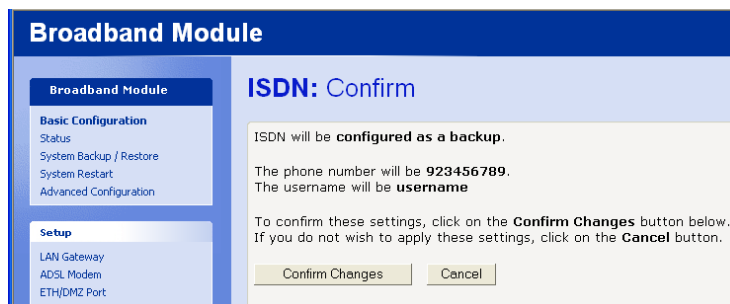 Broadband Module
Broadband Module
Basic Configuration
Status
System Backup / Restore
System Restart
Advanced Configuration
Setup
LAN Gateway
ADSL Modem
ETH/DMZ Port
ISDN: Confirm
ISDN will be configured as a backup.
The phone number will be 923456789.
The username will be username
To confirm these settings, click on the Confirm Changes button below.
If you do not wish to apply these settings, click on the Cancel button.
Confirm Changes Cancel